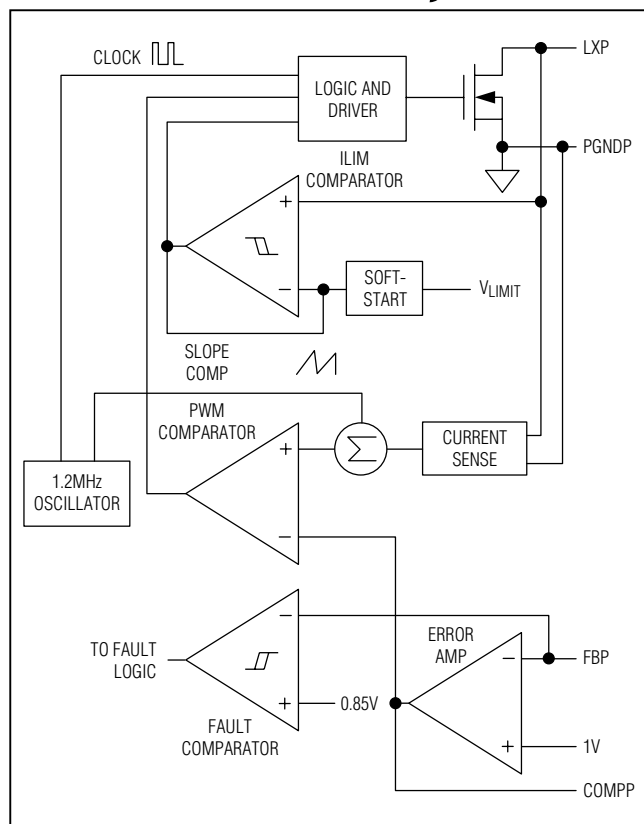 CLOCK
LXP
LOGIC AND
DRIVER
PGNDP
ILIM
COMPARATOR
+
−
SOFT-
START
VLIMIT
SLOPE
COMP
PWM
COMPARATOR
+
−
Σ
CURRENT
SENSE
1.2MHz
OSCILLATOR
TO FAULT
LOGIC
−
+
0.85V
FAULT
COMPARATOR
ERROR
AMP
−
+
FBP
1V
COMPP